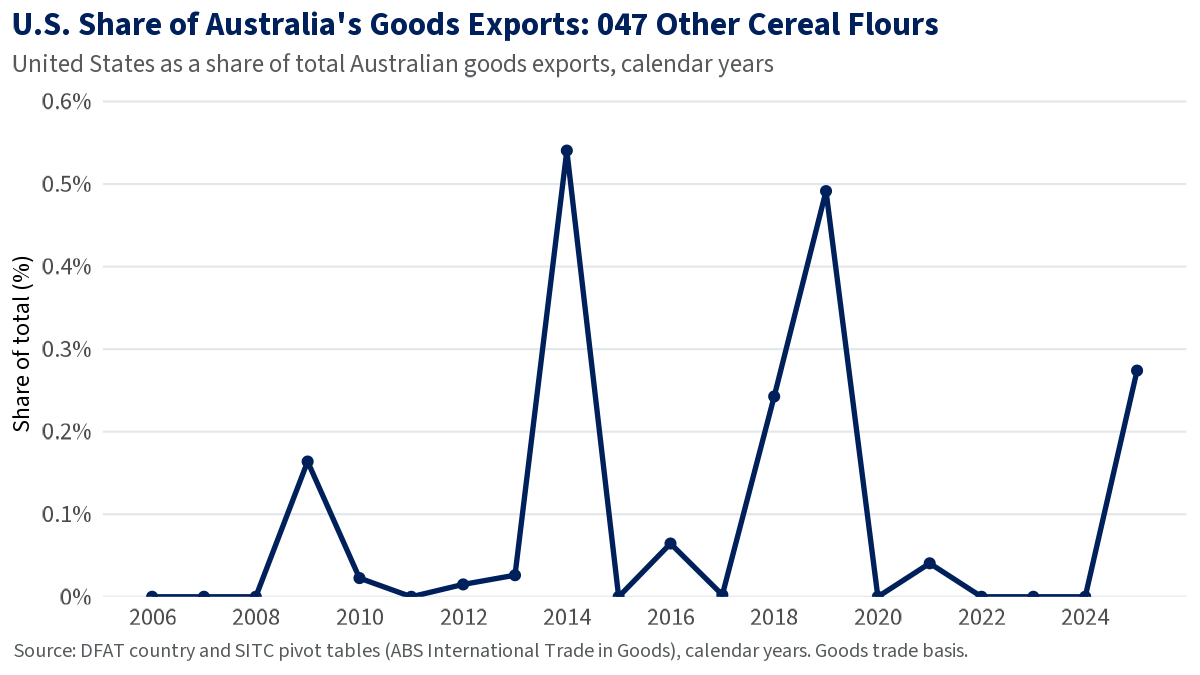 U.S. Share of Australia's Goods Exports: 047 Other Cereal Flours
United States as a share of total Australian goods exports, calendar years
Share of total (%)
0.6%
0.5%
0.4%
0.3%
0.2%
0.1%
0%
2006 2008 2010 2012 2014 2016 2018 2020 2022 2024
Source: DFAT country and SITC pivot tables (ABS International Trade in Goods), calendar years. Goods trade basis.